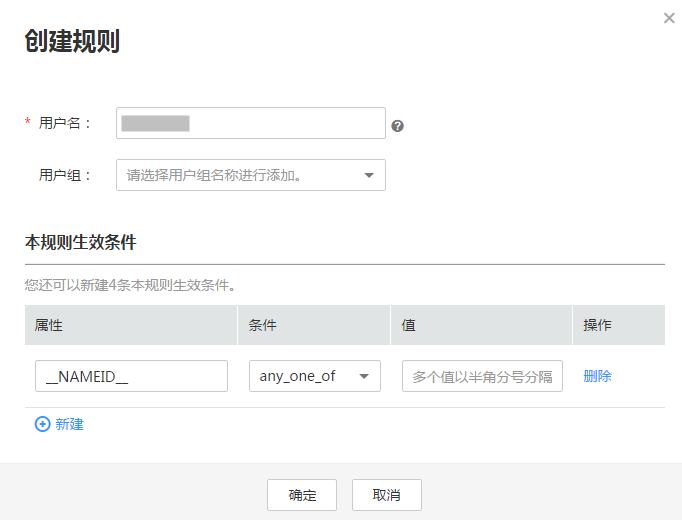 创建规则
* 用户名：
用户组： 请选择用户组名称进行添加。
本规则生效条件
您还可以新建4条本规则生效条件。
属性 条件 值 操作
__NAMEID__ any_one_of 多个值以半角分号分隔 删除
新建
确定 取消